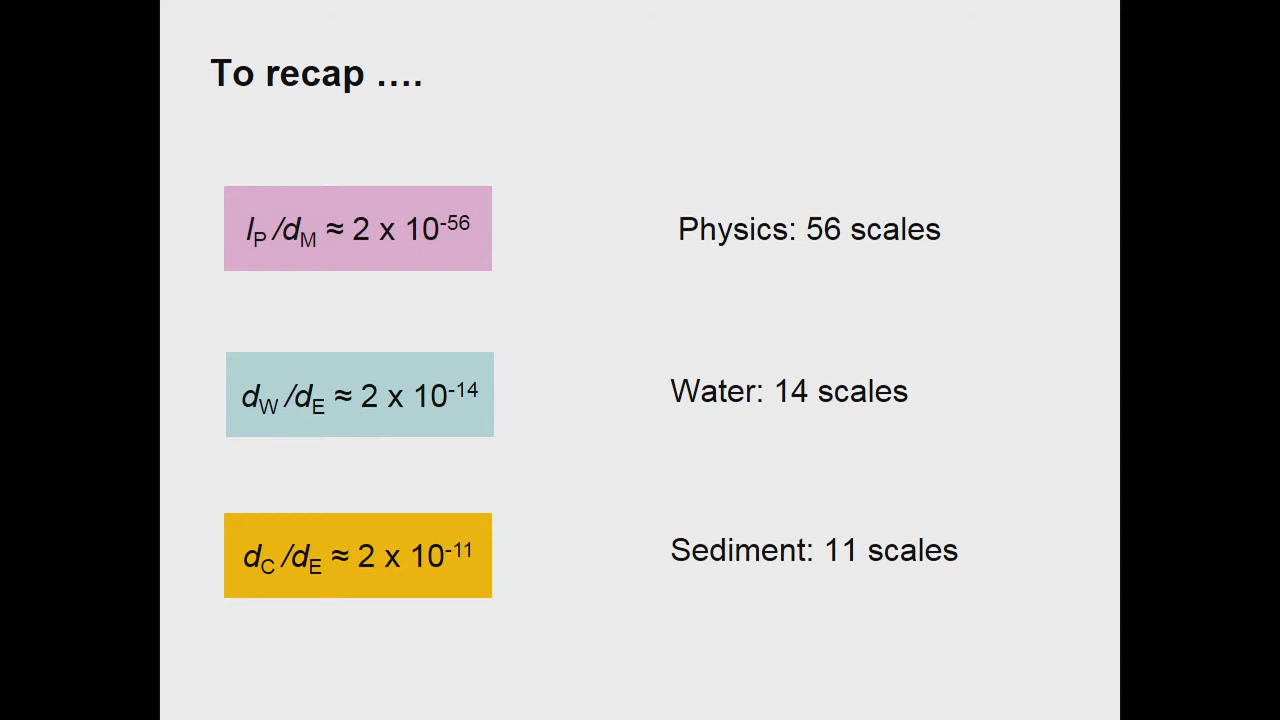 To recap ....
lP /dM ≈ 2 x 10-56
Physics: 56 scales
dW /dE ≈ 2 x 10-14
Water: 14 scales
dC /dE ≈ 2 x 10-11
Sediment: 11 scales